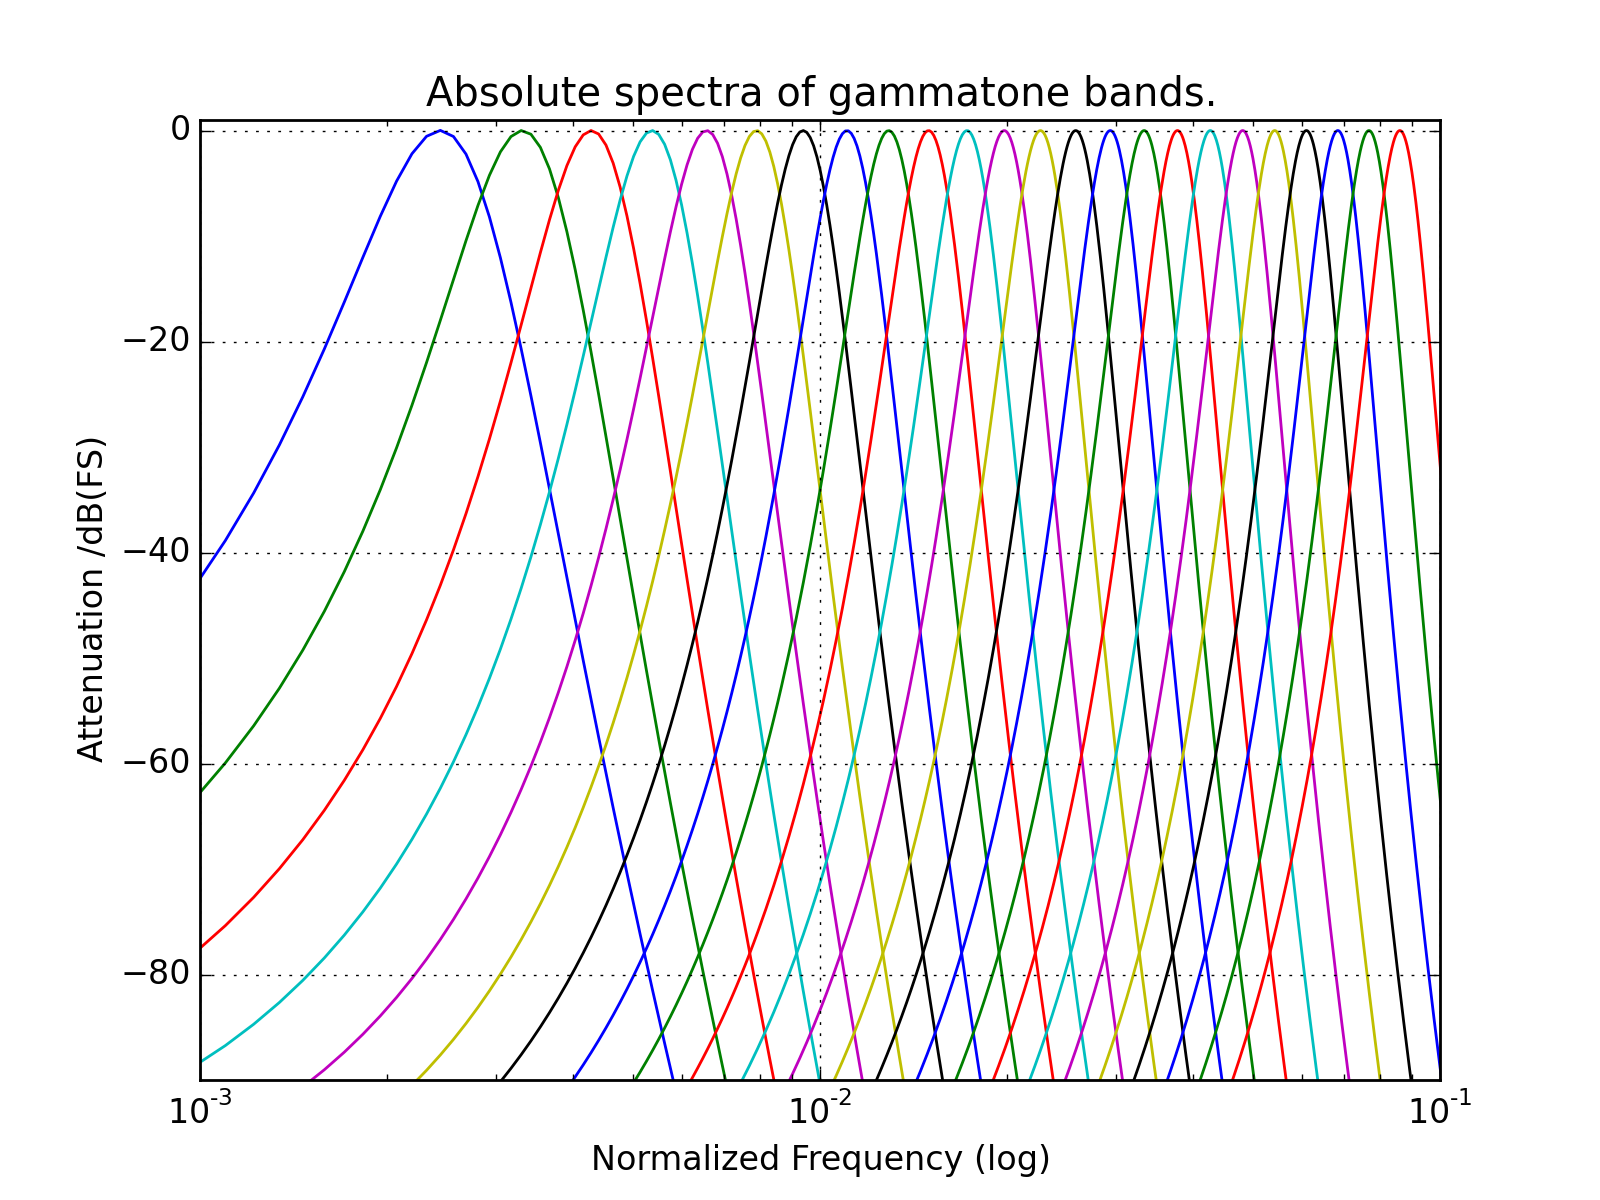 Absolute spectra of gammatone bands.
0
−20
−40
−60
−80
Attenuation /dB(FS)
10-3 10-2 10-1
Normalized Frequency (log)